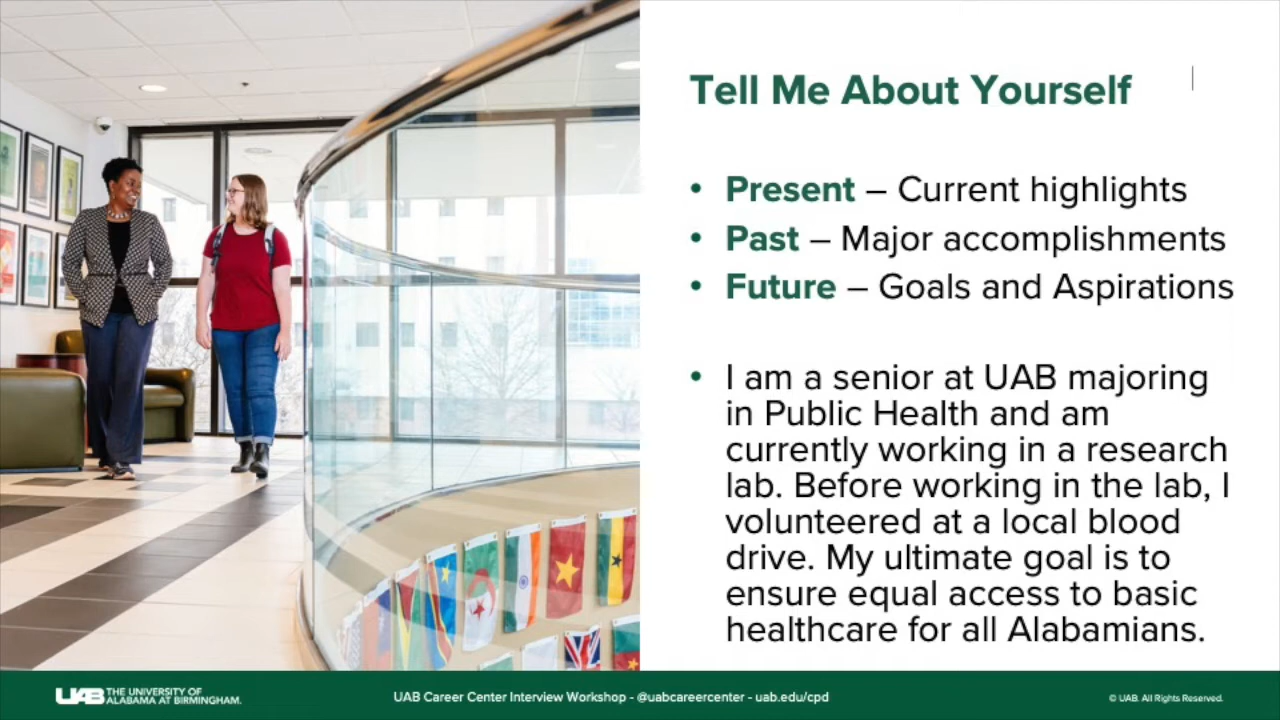 Tell Me About Yourself
• Present – Current highlights
• Past – Major accomplishments
• Future – Goals and Aspirations
• I am a senior at UAB majoring
in Public Health and am
currently working in a research
lab. Before working in the lab, I
volunteered at a local blood
drive. My ultimate goal is to
ensure equal access to basic
healthcare for all Alabamians.
UAB THE UNIVERSITY OF
ALABAMA AT BIRMINGHAM.
UAB Career Center Interview Workshop - @uabcareercenter - uab.edu/cpd
© UAB. All Rights Reserved.